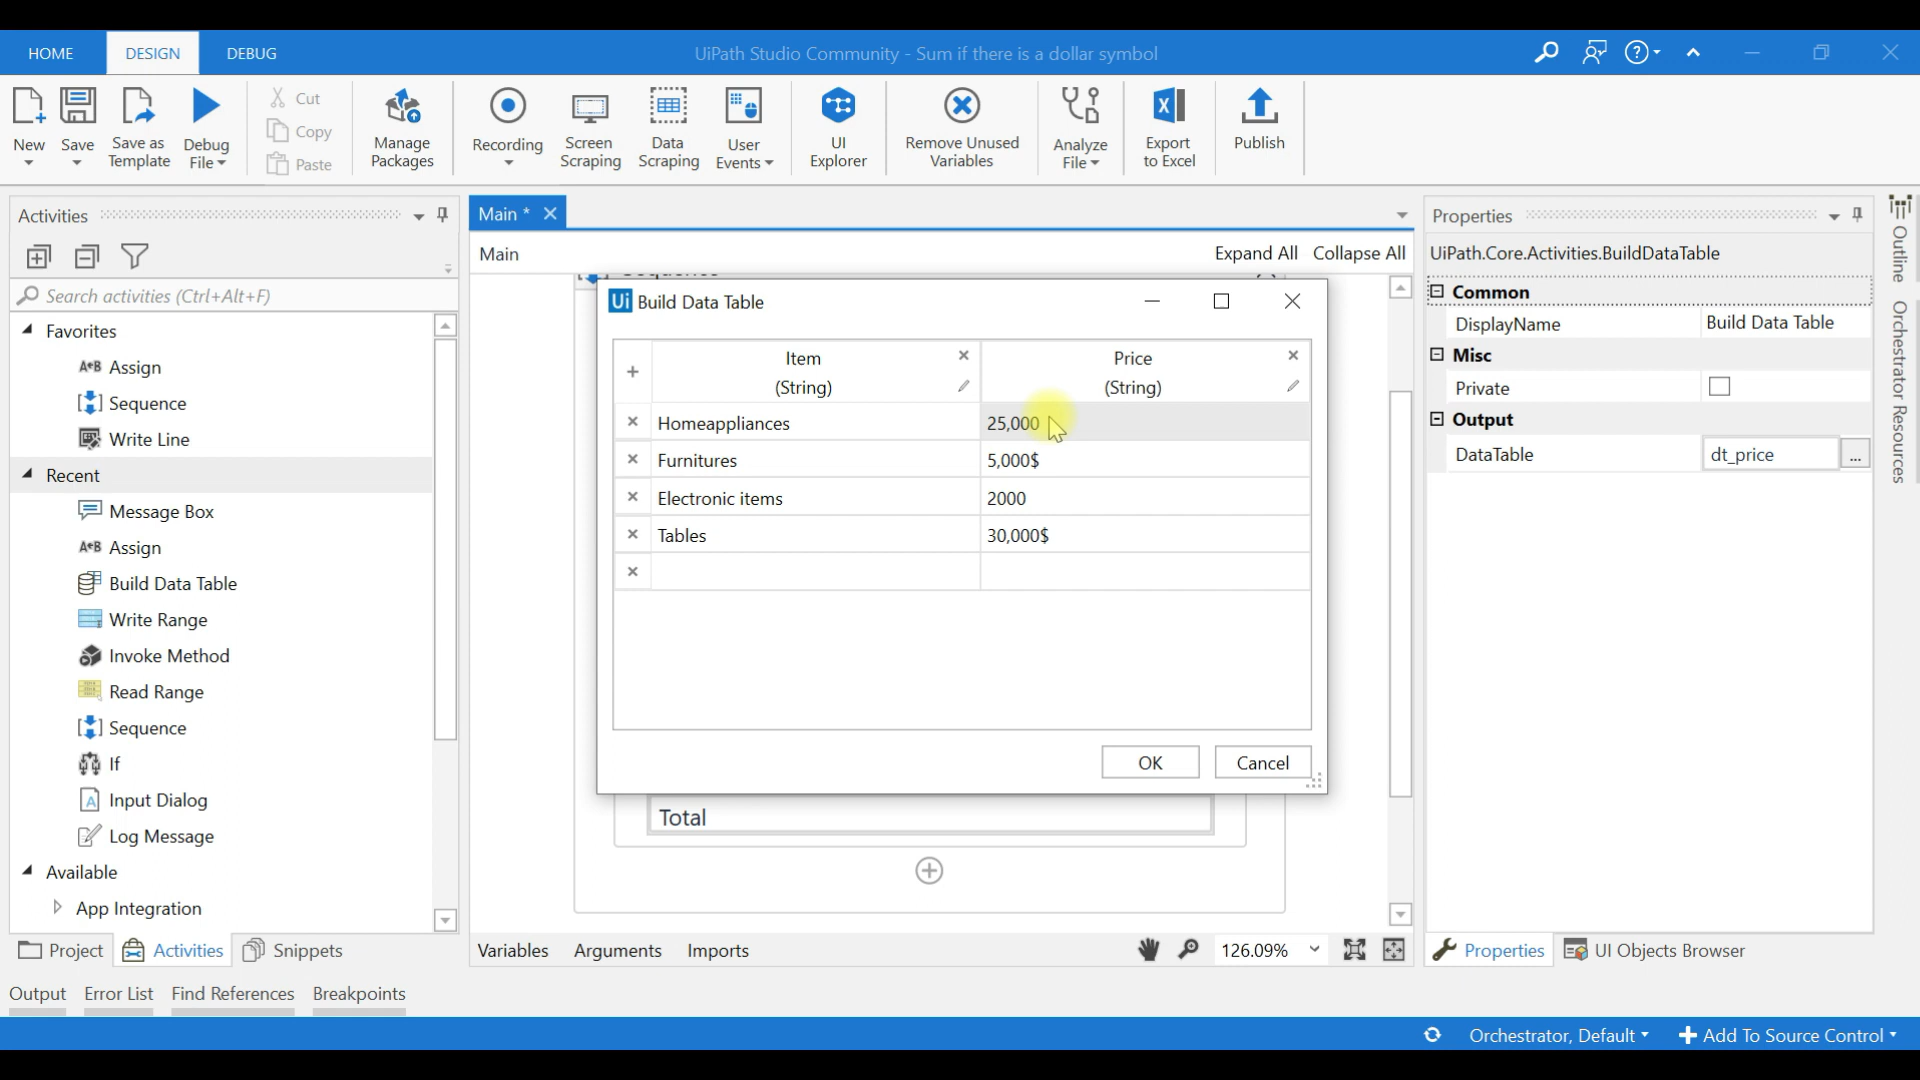 HOME DESIGN DEBUG UiPath Studio Community - Sum if there is a dollar symbol
New Save Save as Template Debug File Cut Copy Paste Manage Packages Recording Screen Scraping Data Scraping User Events UI Explorer Remove Unused Variables Analyze File Export to Excel Publish
Activities
Search activities (Ctrl+Alt+F)
Favorites
A«B Assign
Sequence
Write Line
Recent
Message Box
A«B Assign
Build Data Table
Write Range
Invoke Method
Read Range
Sequence
If
Input Dialog
Log Message
Available
App Integration
Project Activities Snippets
Main *
Main Expand All Collapse All
Ui Build Data Table
Item Price
(String) (String)
Homeappliances 25,000
Furnitures 5,000$
Electronic items 2000
Tables 30,000$
OK Cancel
Total
Variables Arguments Imports 126.09%
Properties
UiPath.Core.Activities.BuildDataTable
Common
DisplayName Build Data Table
Misc
Private
Output
DataTable dt_price ...
Properties UI Objects Browser
Outline
Orchestrator Resources
Output Error List Find References Breakpoints
Orchestrator, Default Add To Source Control